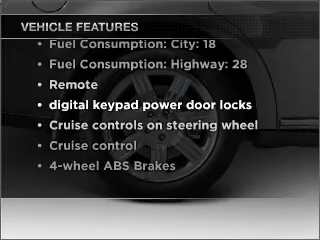 VEHICLE FEATURES
• Fuel Consumption: City: 18
• Fuel Consumption: Highway: 28
• Remote
• digital keypad power door locks
• Cruise controls on steering wheel
• Cruise control
• 4-wheel ABS Brakes